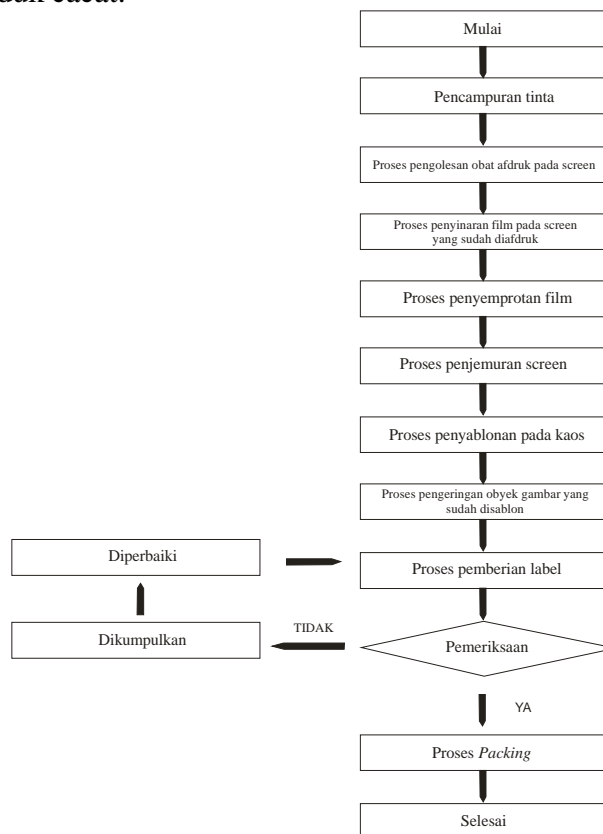 Mulai
Pencampuran tinta
Proses pengolesan obat afdruk pada screen
Proses penyinaran film pada screen
yang sudah diafdruk
Proses penyemprotan film
Proses penjemuran screen
Proses penyablonan pada kaos
Proses pengeringan obyek gambar yang
sudah disablon
Diperbaiki
Proses pemberian label
Dikumpulkan
TIDAK
Pemeriksaan
YA
Proses Packing
Selesai